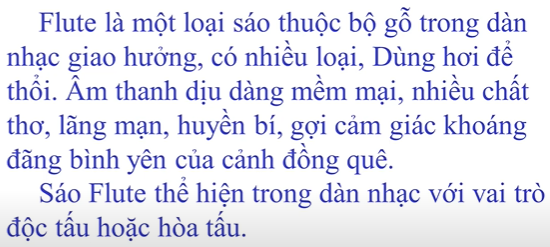 Flute là một loại sáo thuộc bộ gỗ trong dàn
nhạc giao hưởng, có nhiều loại, Dùng hơi để
thổi. Âm thanh dịu dàng mềm mại, nhiều chất
thơ, lãng mạn, huyền bí, gợi cảm giác khoáng
đãng bình yên của cảnh đồng quê.
Sáo Flute thể hiện trong dàn nhạc với vai trò
độc tấu hoặc hòa tấu.